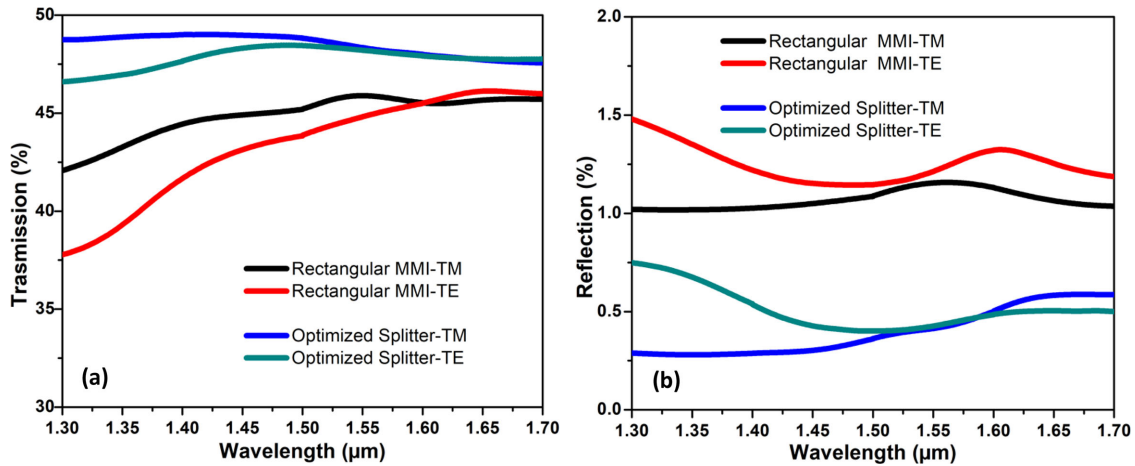 50
45
40
35
30
Trasmission (%)
Rectangular MMI-TM
Rectangular MMI-TE
Optimized Splitter-TM
Optimized Splitter-TE
(a)
1.30 1.35 1.40 1.45 1.50 1.55 1.60 1.65 1.70
Wavelength (μm)
2.0
1.5
1.0
0.5
0.0
Reflection (%)
Rectangular MMI-TM
Rectangular MMI-TE
Optimized Splitter-TM
Optimized Splitter-TE
(b)
1.30 1.35 1.40 1.45 1.50 1.55 1.60 1.65 1.70
Wavelength (μm)